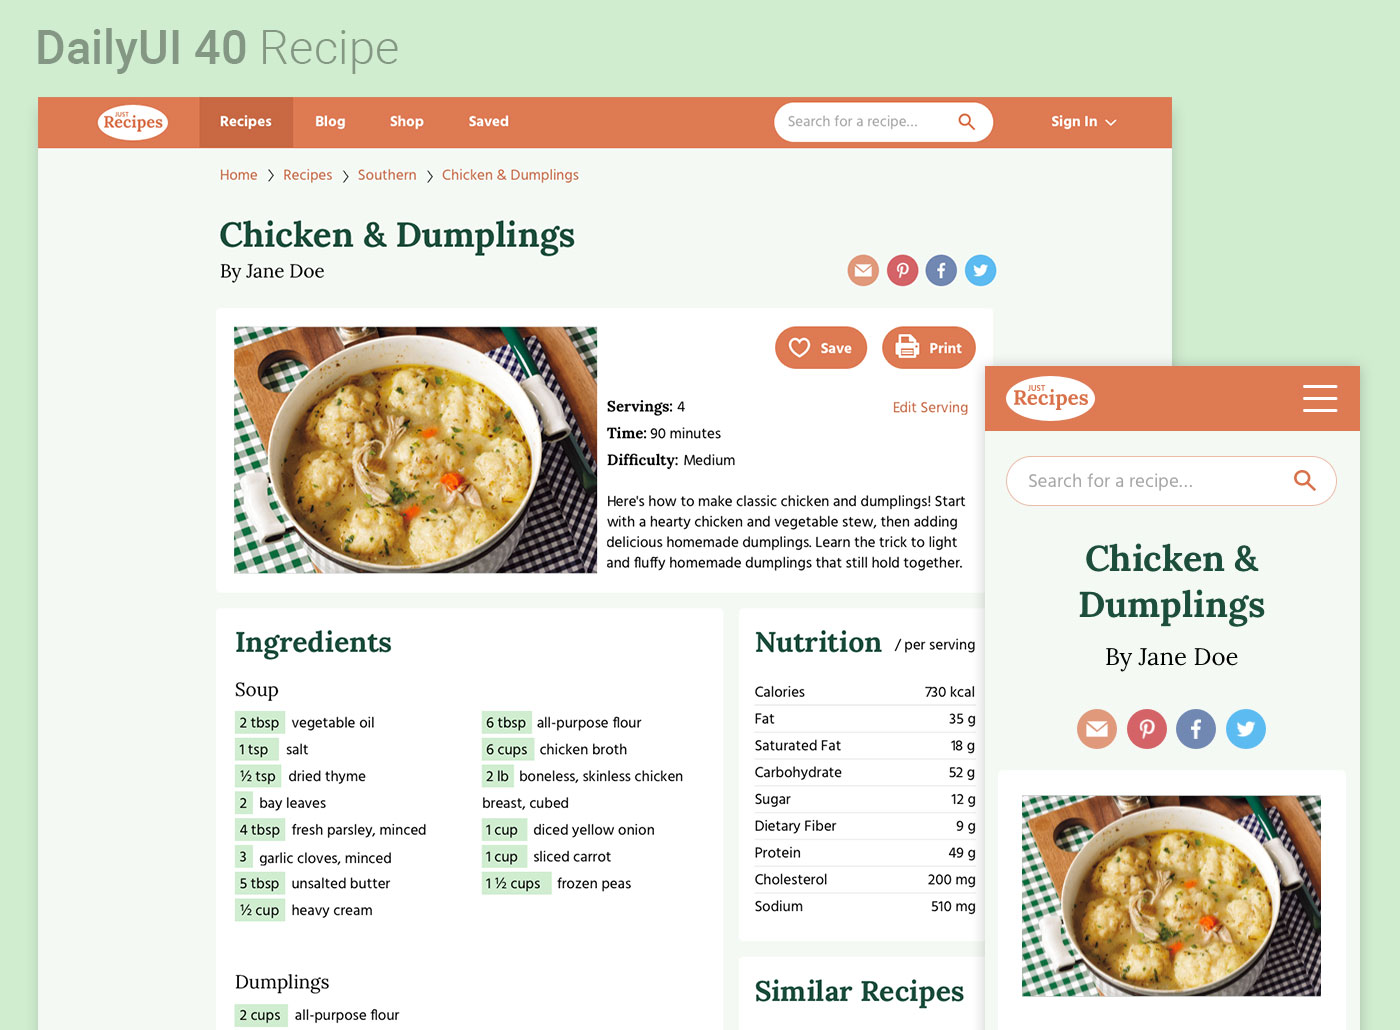 DailyUI 40 Recipe
JUST
Recipes
Recipes Blog Shop Saved
Search for a recipe...
Sign In
Home > Recipes > Southern > Chicken & Dumplings
Chicken & Dumplings
By Jane Doe
Save
Print
Servings: 4
Edit Serving
Time: 90 minutes
Difficulty: Medium
Here's how to make classic chicken and dumplings! Start
with a hearty chicken and vegetable stew, then adding
delicious homemade dumplings. Learn the trick to light
and fluffy homemade dumplings that still hold together.
Ingredients
Soup
2 tbsp vegetable oil
1 tsp salt
½ tsp dried thyme
2 bay leaves
4 tbsp fresh parsley, minced
3 garlic cloves, minced
5 tbsp unsalted butter
½ cup heavy cream
6 tbsp all-purpose flour
6 cups chicken broth
2 lb boneless, skinless chicken
breast, cubed
1 cup diced yellow onion
1 cup sliced carrot
1 ½ cups frozen peas
Dumplings
2 cups all-purpose flour
Nutrition / per serving
Calories 730 kcal
Fat 35 g
Saturated Fat 18 g
Carbohydrate 52 g
Sugar 12 g
Dietary Fiber 9 g
Protein 49 g
Cholesterol 200 mg
Sodium 510 mg
Similar Recipes
JUST
Recipes
Search for a recipe...
Chicken &
Dumplings
By Jane Doe